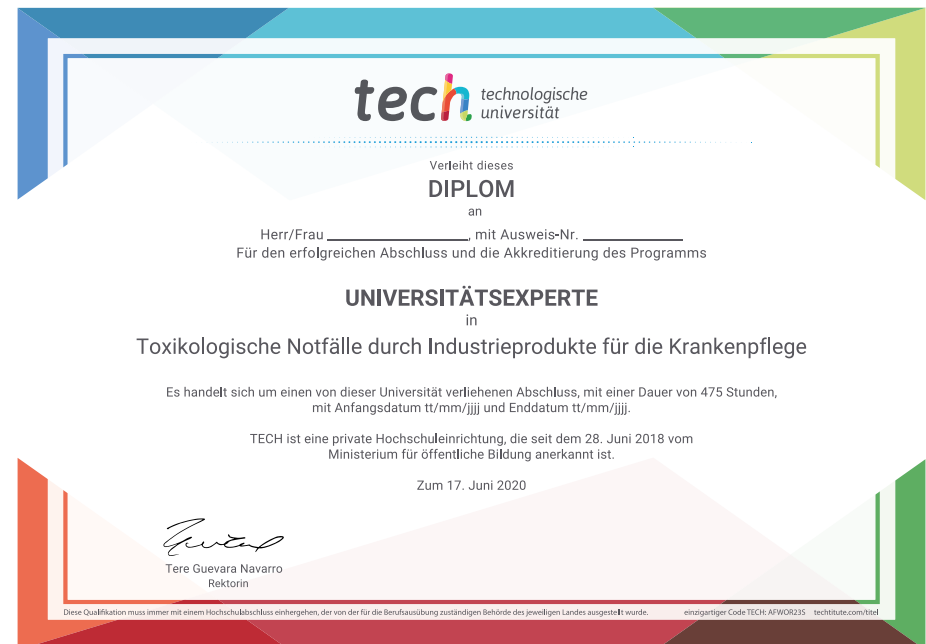 tech technologische
universität
Verleiht dieses
DIPLOM
an
Herr/Frau ____________________, mit Ausweis-Nr. ______________
Für den erfolgreichen Abschluss und die Akkreditierung des Programms
UNIVERSITÄTSEXPERTE
in
Toxikologische Notfälle durch Industrieprodukte für die Krankenpflege
Es handelt sich um einen von dieser Universität verliehenen Abschluss, mit einer Dauer von 475 Stunden,
mit Anfangsdatum tt/mm/jjjj und Enddatum tt/mm/jjjj.
TECH ist eine private Hochschuleinrichtung, die seit dem 28. Juni 2018 vom
Ministerium für öffentliche Bildung anerkannt ist.
Zum 17. Juni 2020
Tere Guevara Navarro
Rektorin
Diese Qualifikation muss immer mit einem Hochschulabschluss einhergehen, der von der für die Berufsausübung zuständigen Behörde des jeweiligen Landes ausgestellt wurde. einzigartiger Code TECH: AFWOR23S techtitute.com/titel